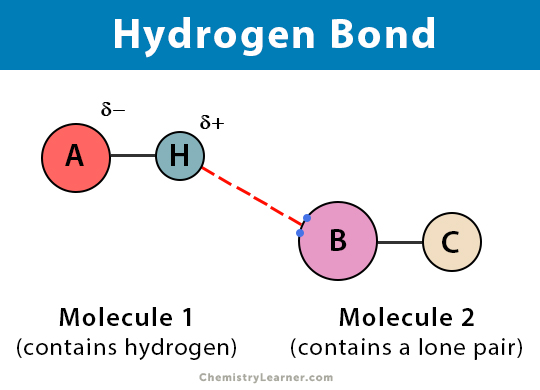 Hydrogen Bond
δ−
δ+
A
H
B
C
Molecule 1
(contains hydrogen)
Molecule 2
(contains a lone pair)
ChemistryLearner.com